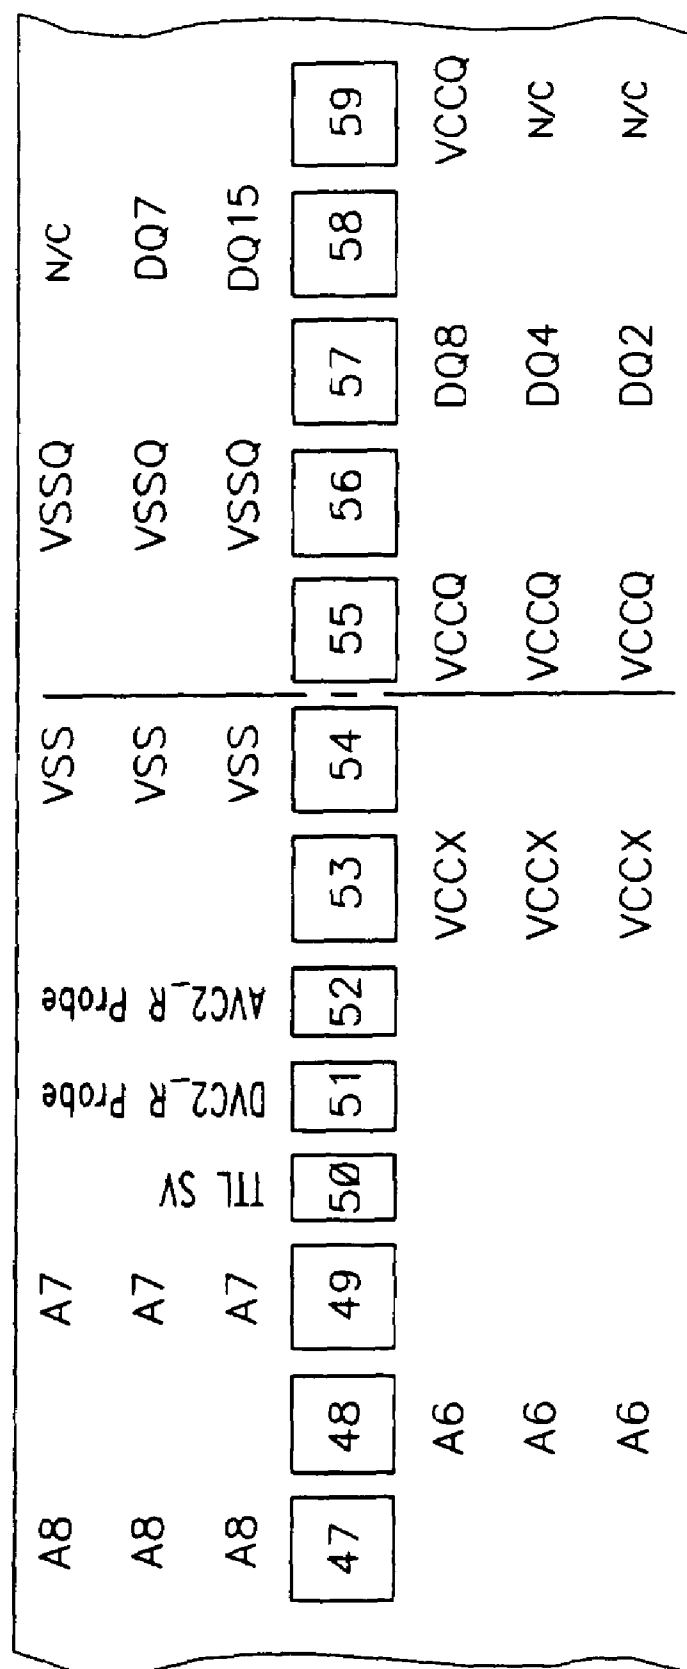 A8 A7 VSS VSSQ N/C
A8 A7 VSS VSSQ DQ7
A8 A7 VSS VSSQ DQ15
TTL SV
DVC2_R Probe
AVC2_R Probe
47 48 49 50 51 52 53 54 55 56 57 58 59
A6 VCCX VCCQ DQ8 VCCQ
A6 VCCX VCCQ DQ4 N/C
A6 VCCX VCCQ DQ2 N/C